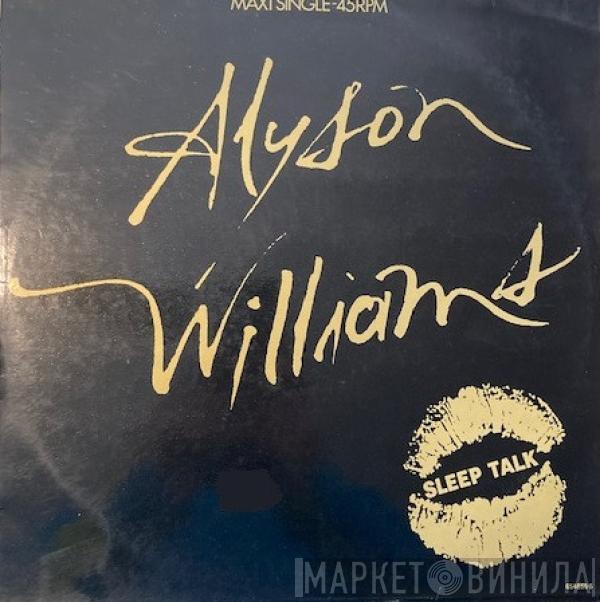 MAXI SINGLE-45RPM
Alyson
Williams
SLEEP TALK
МАРКЕТ ВИНИЛА